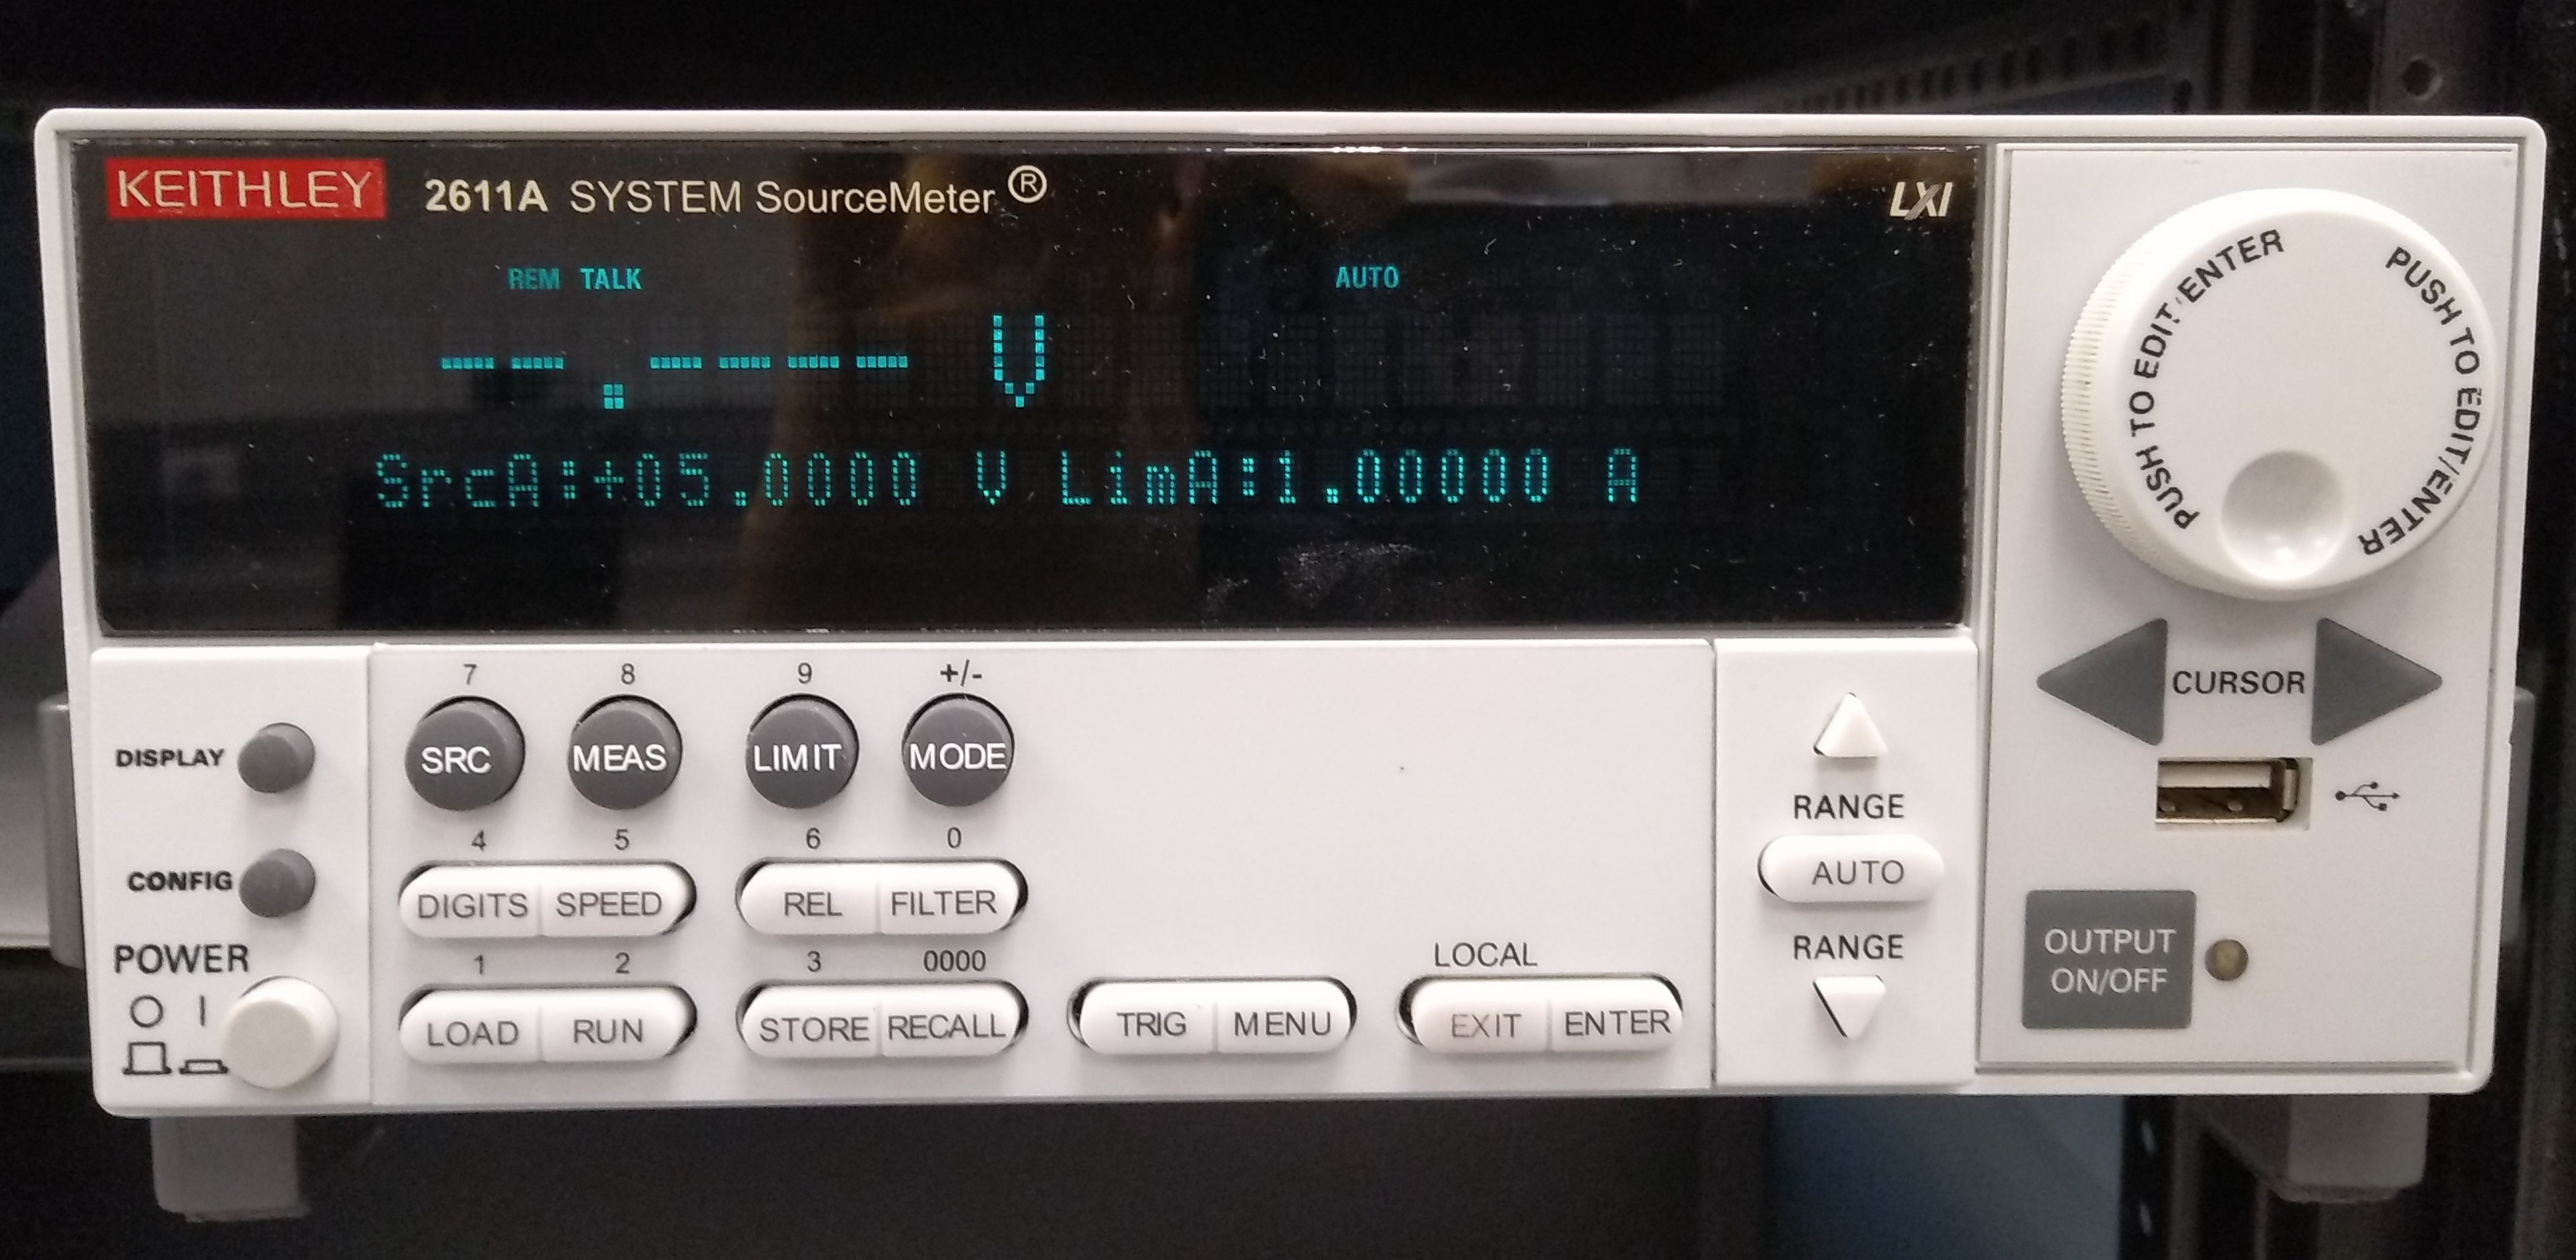 KEITHLEY 2611A SYSTEM SourceMeter ® LXI
REM TALK AUTO
--.---- V
SrcA:+05.0000 V LimA:1.00000 A
PUSH TO EDIT/ENTER PUSH TO EDIT/ENTER
CURSOR
7 8 9 +/-
DISPLAY SRC MEAS LIMIT MODE
RANGE
4 5 6 0
CONFIG DIGITS SPEED REL FILTER AUTO
POWER 1 2 3 0000 LOCAL RANGE
O I LOAD RUN STORE RECALL TRIG MENU EXIT ENTER
OUTPUT
ON/OFF